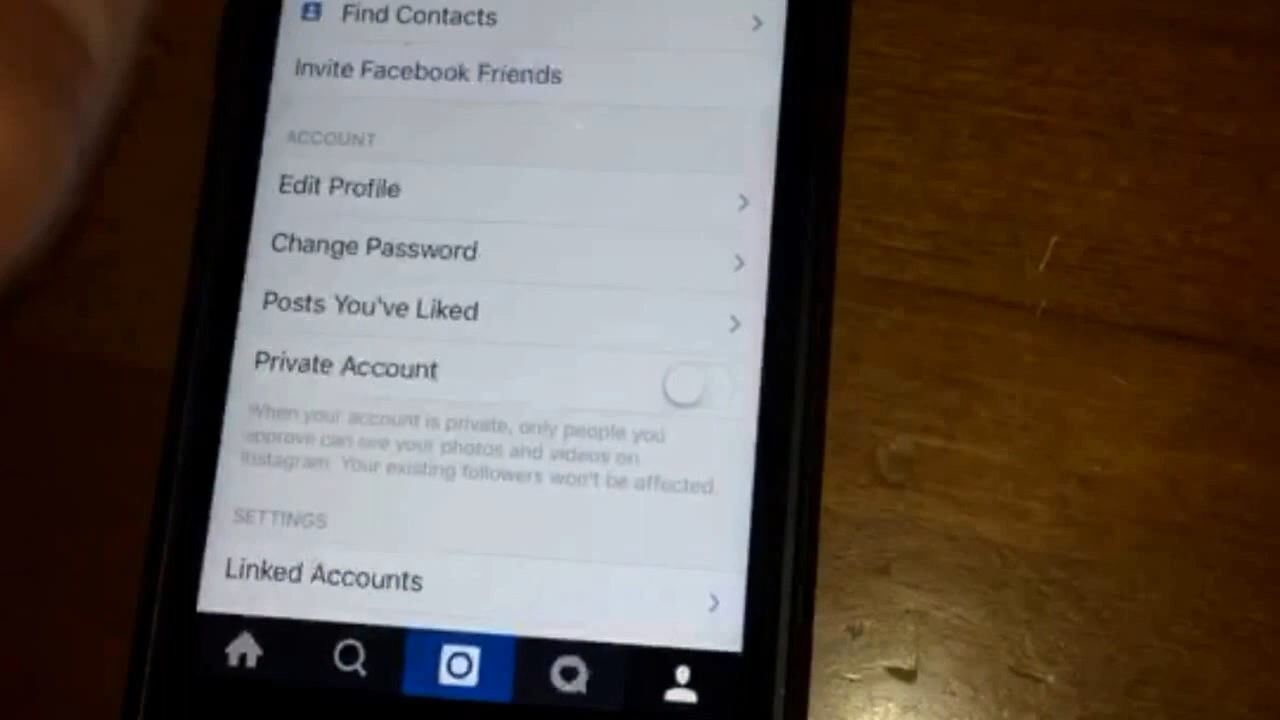 Find Contacts
Invite Facebook Friends
ACCOUNT
Edit Profile
Change Password
Posts You've Liked
Private Account
When your account is private, only people you
approve can see your photos and videos on
Instagram. Your existing followers won't be affected.
SETTINGS
Linked Accounts